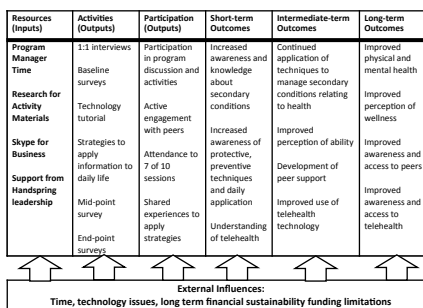 Resources
(Inputs)
Activities
(Outputs)
Participation
(Outputs)
Short-term
Outcomes
Intermediate-term
Outcomes
Long-term
Outcomes
Program
Manager
Time
Research for
Activity
Materials
Skype for
Business
Support from
Handspring
leadership
1:1 interviews
Baseline
surveys
Technology
tutorial
Strategies to
apply
information to
daily life
Mid-point
survey
End-point
surveys
Participation
in program
discussion and
activities
Active
engagement
with peers
Attendance to
7 of 10
sessions
Shared
experiences to
apply
strategies
Increased
awareness and
knowledge
about
secondary
conditions
Increased
awareness of
protective,
preventive
techniques
and daily
application
Understanding
of telehealth
Continued
application of
techniques to
manage secondary
conditions relating
to health
Improved
perception of ability
Development of
peer support
Improved use of
telehealth
technology
Improved
physical and
mental health
Improved
perception of
wellness
Improved
awareness and
access to peers
Improved
awareness and
access to
telehealth
External Influences:
Time, technology issues, long term financial sustainability funding limitations